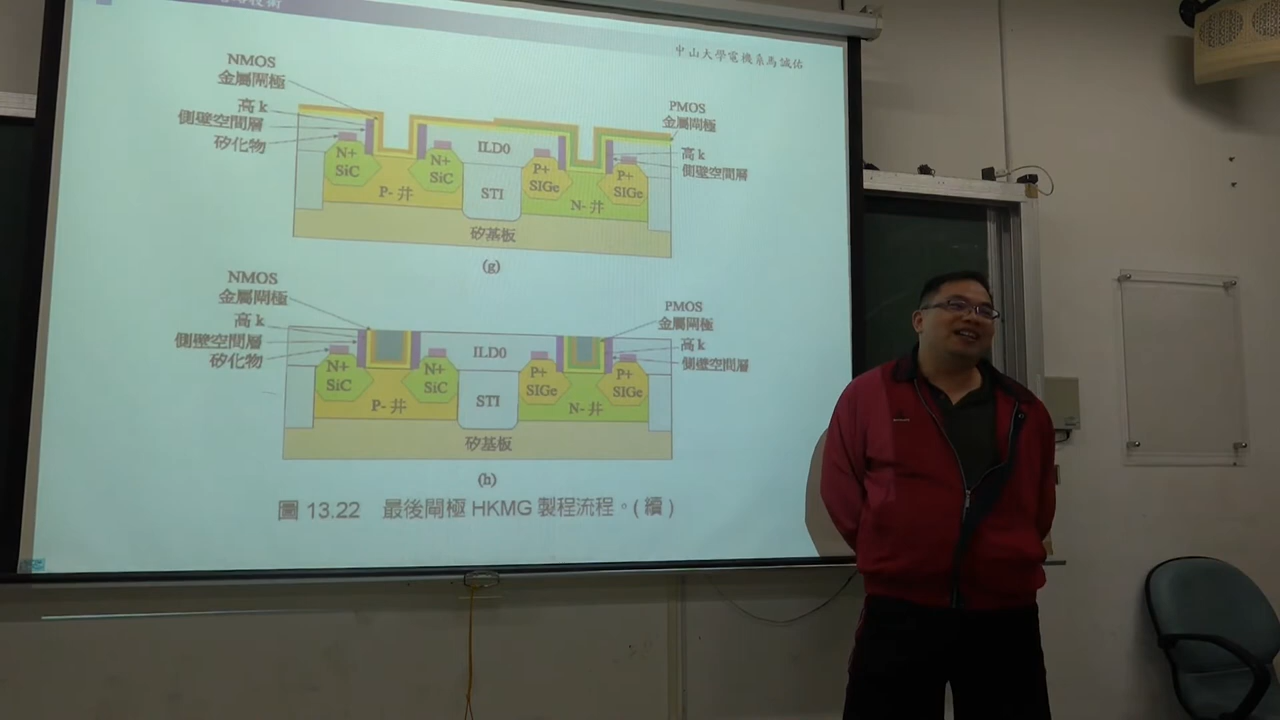 技術
中山大學電機系馬誠佑
NMOS
金屬閘極
高 k
側壁空間層
矽化物
PMOS
金屬閘極
高 k
側壁空間層
N+
SiC
N+
SiC
ILD0
P+
SIGe
P+
SIGe
P- 井
STI
N- 井
矽基板
(g)
NMOS
金屬閘極
高 k
側壁空間層
矽化物
PMOS
金屬閘極
高 k
側壁空間層
N+
SiC
N+
SiC
ILD0
P+
SIGe
P+
SIGe
P- 井
STI
N- 井
矽基板
(h)
圖 13.22 最後閘極 HKMG 製程流程。( 續 )